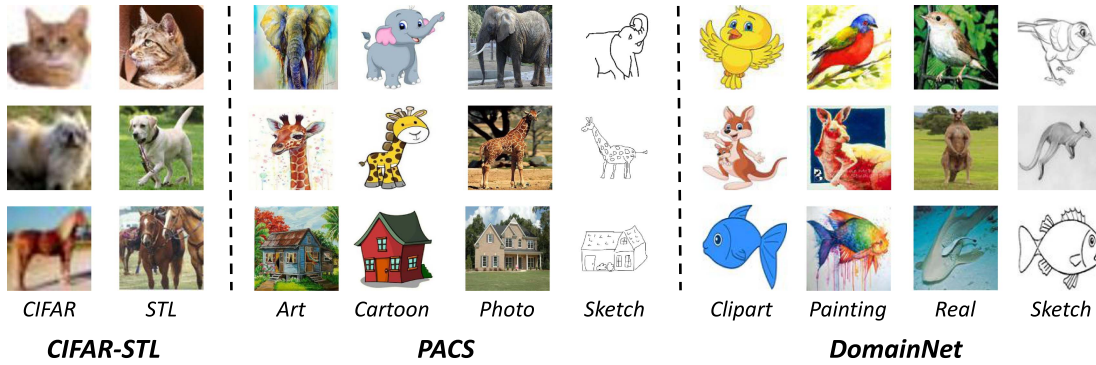 CIFAR STL Art Cartoon Photo Sketch Clipart Painting Real Sketch
CIFAR-STL PACS DomainNet